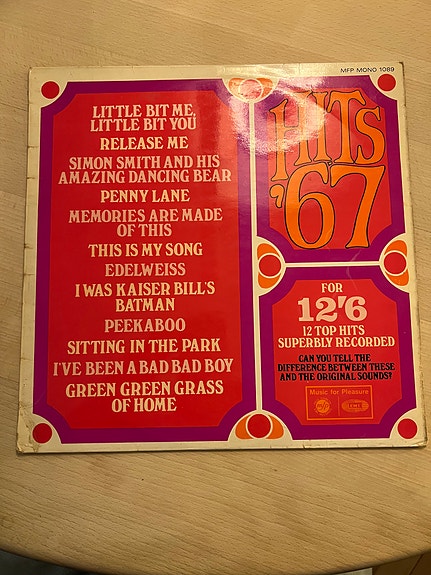 MFP MONO 1089
LITTLE BIT ME,
LITTLE BIT YOU
RELEASE ME
SIMON SMITH AND HIS
AMAZING DANCING BEAR
PENNY LANE
MEMORIES ARE MADE
OF THIS
THIS IS MY SONG
EDELWEISS
I WAS KAISER BILL'S
BATMAN
PEEKABOO
SITTING IN THE PARK
I'VE BEEN A BAD BAD BOY
GREEN GREEN GRASS
OF HOME
HITS
'67
FOR
12'6
12 TOP HITS
SUPERBLY RECORDED
CAN YOU TELL THE
DIFFERENCE BETWEEN THESE
AND THE ORIGINAL SOUNDS?
Music for Pleasure